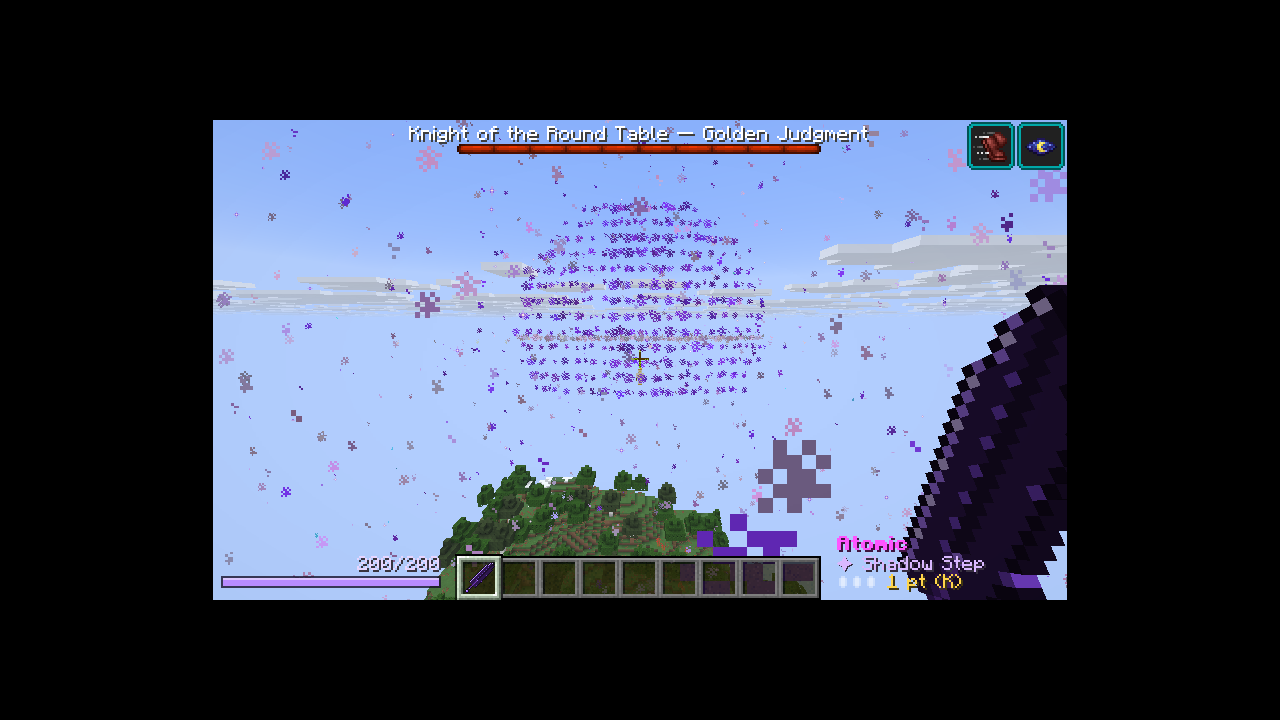 Knight of the Round Table — Golden Judgment
200/200
Atomic
✦ Shadow Step
1 pt (K)